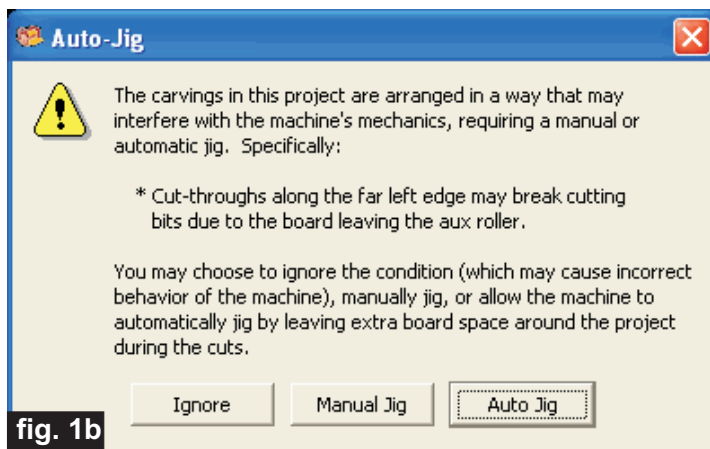 Auto-Jig
The carvings in this project are arranged in a way that may
interfere with the machine's mechanics, requiring a manual or
automatic jig.  Specifically:
* Cut-throughs along the far left edge may break cutting
bits due to the board leaving the aux roller.
You may choose to ignore the condition (which may cause incorrect
behavior of the machine), manually jig, or allow the machine to
automatically jig by leaving extra board space around the project
during the cuts.
Ignore Manual Jig Auto Jig
fig. 1b